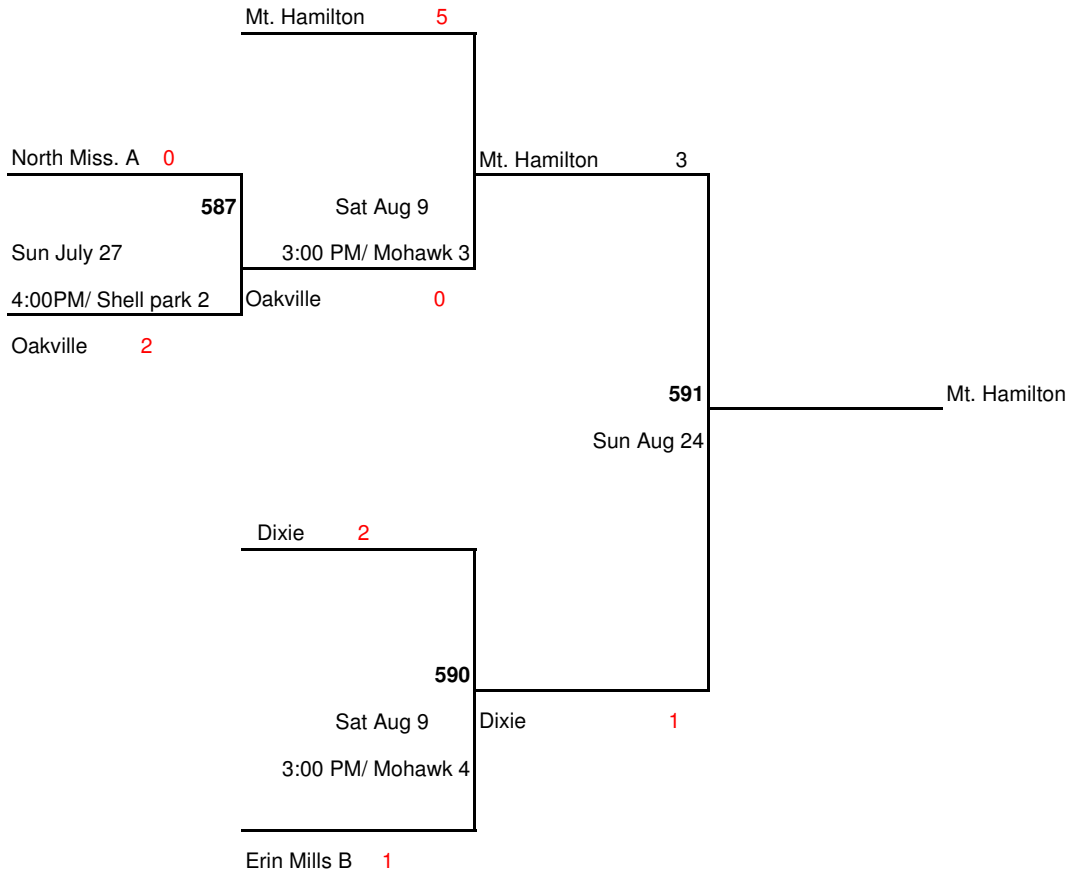 Mt. Hamilton 5
North Miss. A 0
Mt. Hamilton 3
587
Sat Aug 9
Sun July 27
3:00 PM/ Mohawk 3
4:00PM/ Shell park 2
Oakville 0
Oakville 2
591
Mt. Hamilton
Sun Aug 24
Dixie 2
590
Sat Aug 9
Dixie 1
3:00 PM/ Mohawk 4
Erin Mills B 1